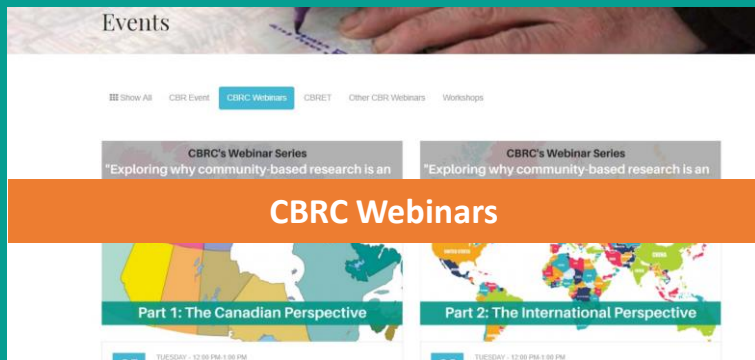 Events
Show All CBR Event CBRC Webinars CBRET Other CBR Webinars Workshops
CBRC's Webinar Series
"Exploring why community-based research is an
CBRC's Webinar Series
"Exploring why community-based research is an
CBRC Webinars
UNITED STATES
CHINA
Part 1: The Canadian Perspective
Part 2: The International Perspective
TUESDAY - 12:00 PM-1:00 PM
TUESDAY - 12:00 PM-1:00 PM